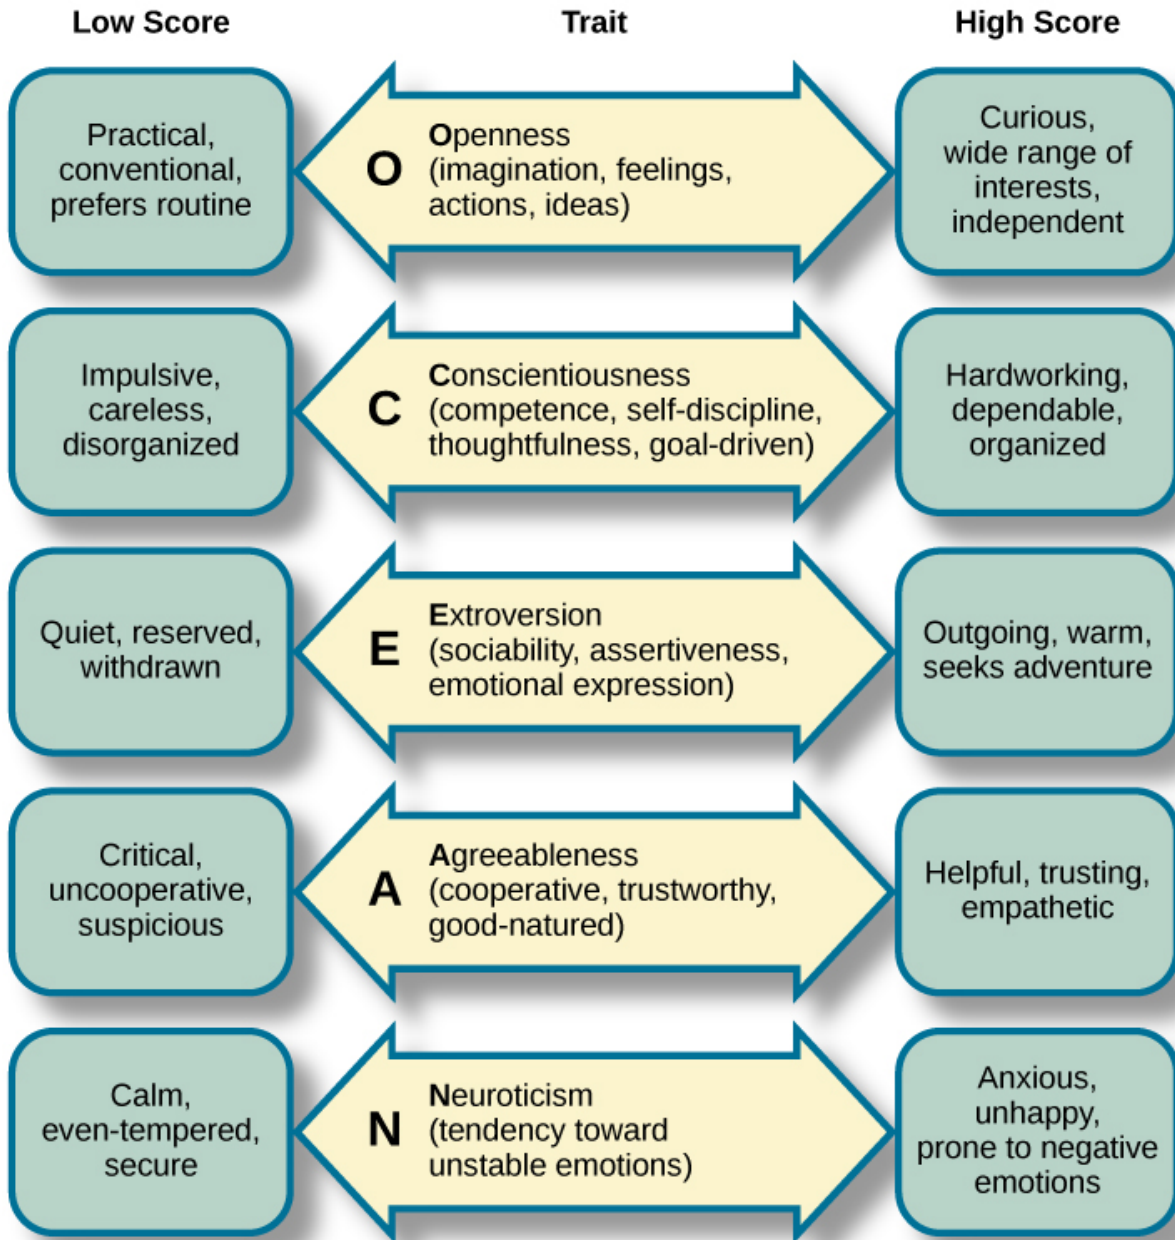 Low Score
Trait
High Score
Practical,
conventional,
prefers routine
O
Openness
(imagination, feelings,
actions, ideas)
Curious,
wide range of
interests,
independent
Impulsive,
careless,
disorganized
C
Conscientiousness
(competence, self-discipline,
thoughtfulness, goal-driven)
Hardworking,
dependable,
organized
Quiet, reserved,
withdrawn
E
Extroversion
(sociability, assertiveness,
emotional expression)
Outgoing, warm,
seeks adventure
Critical,
uncooperative,
suspicious
A
Agreeableness
(cooperative, trustworthy,
good-natured)
Helpful, trusting,
empathetic
Calm,
even-tempered,
secure
N
Neuroticism
(tendency toward
unstable emotions)
Anxious,
unhappy,
prone to negative
emotions